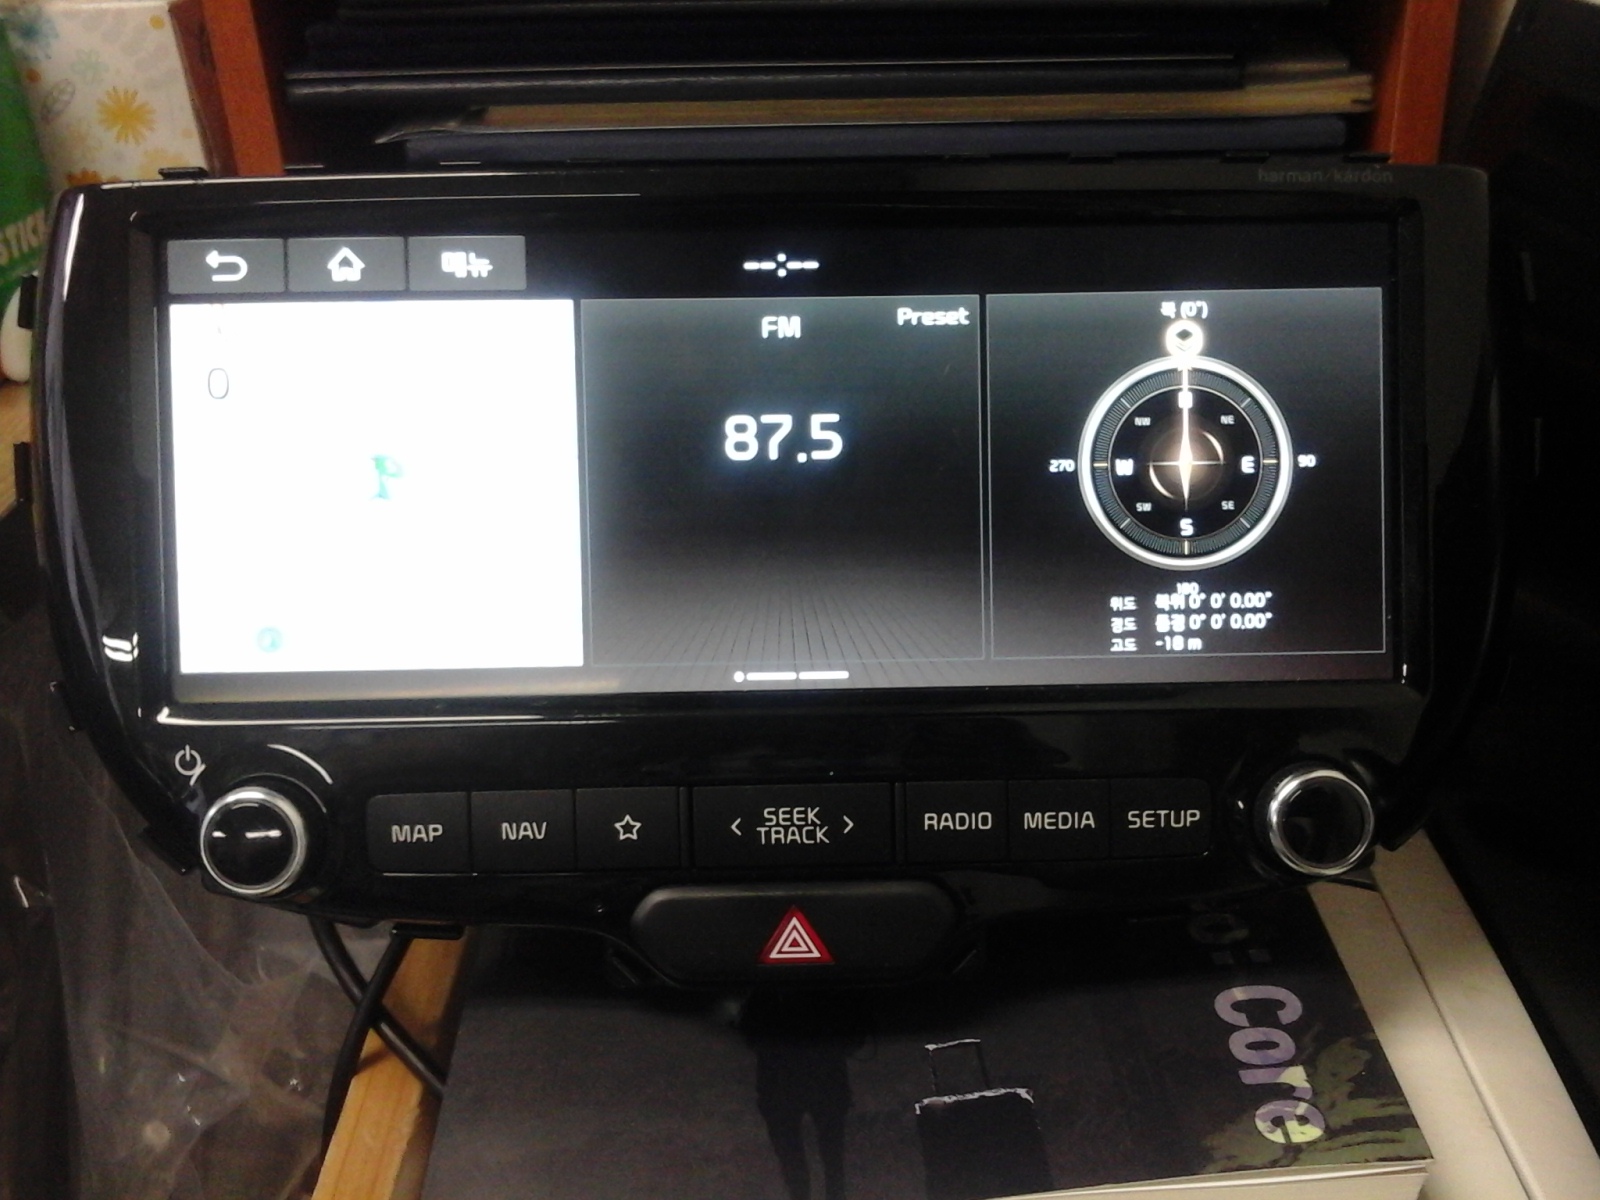 harman/kardon
메뉴
--:--
0
P
FM
Preset
87.5
북 (0°)
NW
NE
270
W
E
90
SW
SE
S
180
위도 북위 0° 0' 0.00"
경도 동경 0° 0' 0.00"
고도 -18 m
MAP
NAV
< SEEK >
TRACK
RADIO
MEDIA
SETUP
Core